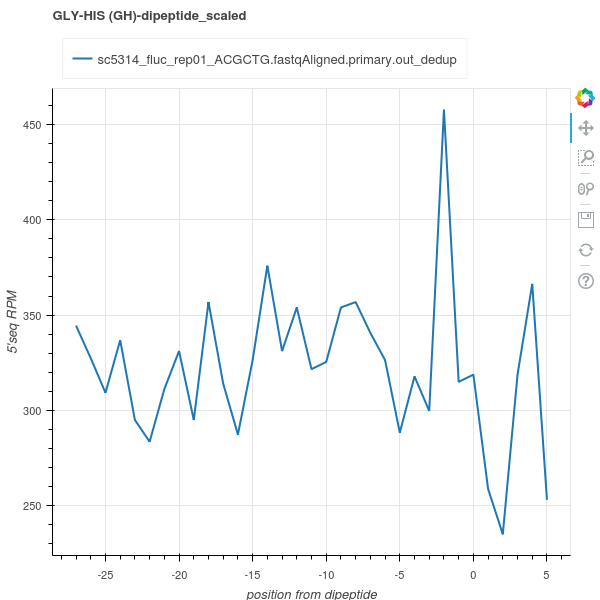 GLY-HIS (GH)-dipeptide_scaled
sc5314_fluc_rep01_ACGCTG.fastqAligned.primary.out_dedup
450
400
350
300
250
5'seq RPM
-25 -20 -15 -10 -5 0 5
position from dipeptide